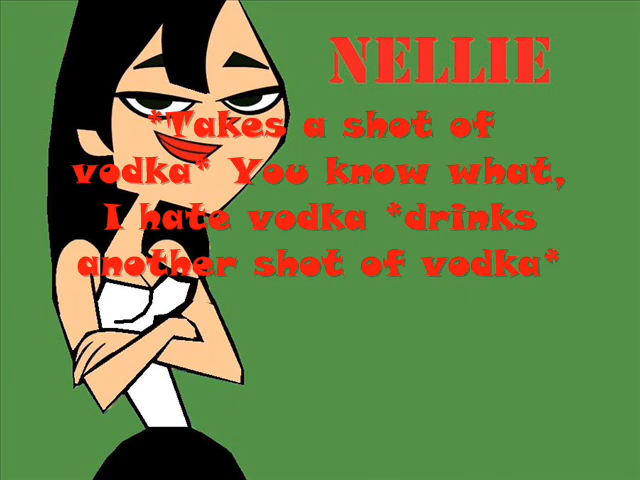 NELLIE
*Takes a shot of
vodka* You know what,
I hate vodka *drinks
another shot of vodka*